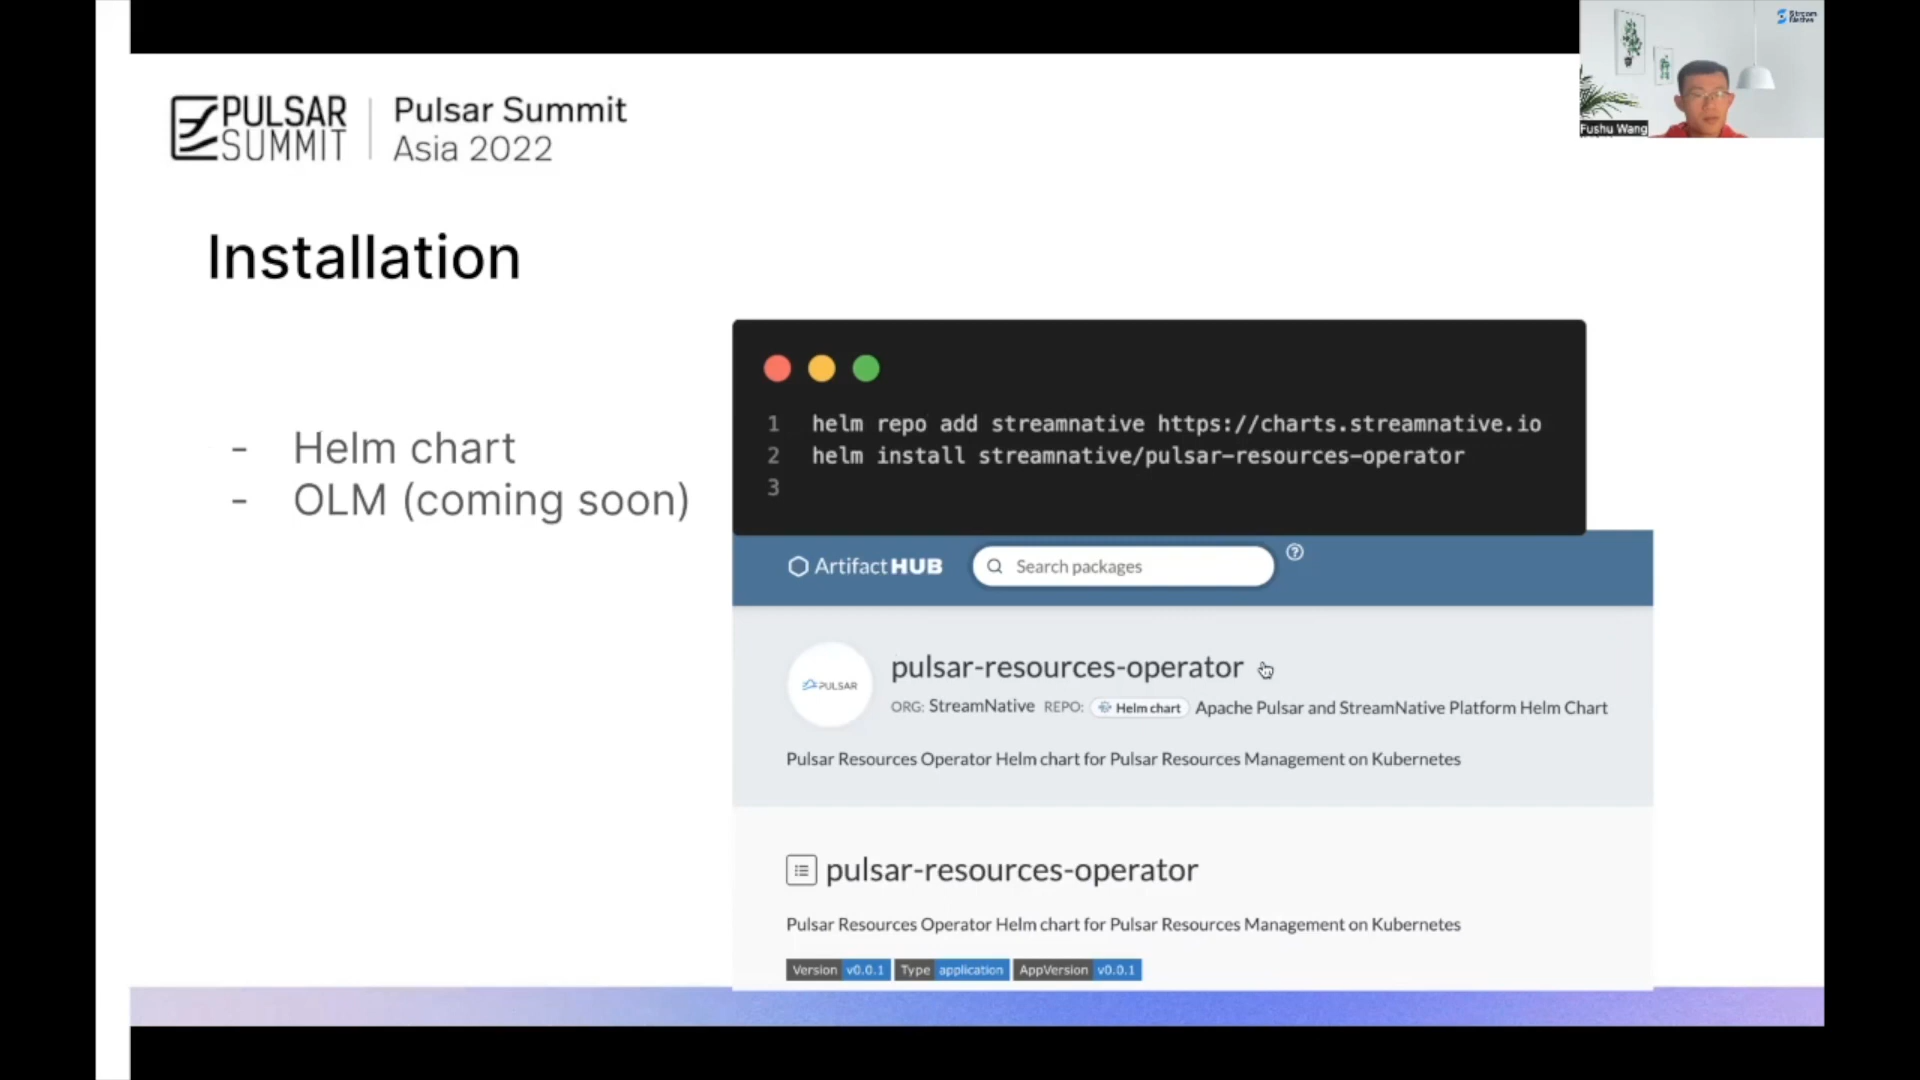 PULSAR
SUMMIT
Pulsar Summit
Asia 2022
Stream
Native
Fushu Wang
Installation
- Helm chart
- OLM (coming soon)
1 helm repo add streamnative https://charts.streamnative.io
2 helm install streamnative/pulsar-resources-operator
3
Artifact HUB
Search packages
?
PULSAR
pulsar-resources-operator
ORG: StreamNative REPO: Helm chart Apache Pulsar and StreamNative Platform Helm Chart
Pulsar Resources Operator Helm chart for Pulsar Resources Management on Kubernetes
pulsar-resources-operator
Pulsar Resources Operator Helm chart for Pulsar Resources Management on Kubernetes
Version v0.0.1 Type application AppVersion v0.0.1